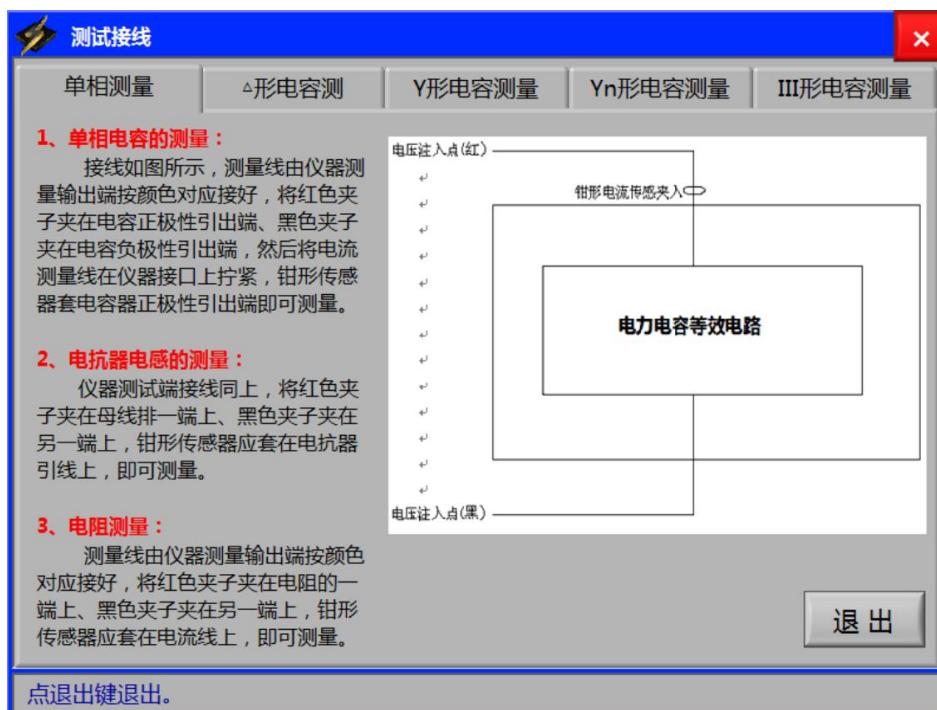 测试接线
单相测量
△形电容测
Y形电容测量
Yn形电容测量
III形电容测量
1、单相电容的测量：
接线如图所示，测量线由仪器测
量输出端按颜色对应接好，将红色夹
子夹在电容正极性引出端、黑色夹子
夹在电容负极性引出端，然后将电流
测量线在仪器接口上拧紧，钳形传感
器套电容器正极性引出端即可测量。
2、电抗器电感的测量：
仪器测试端接线同上，将红色夹
子夹在母线排一端上、黑色夹子夹在
另一端上，钳形传感器应套在电抗器
引线上，即可测量。
3、电阻测量：
测量线由仪器测量输出端按颜色
对应接好，将红色夹子夹在电阻的一
端上、黑色夹子夹在另一端上，钳形
传感器应套在电流线上，即可测量。
电压注入点(红)
钳形电流传感夹入
电力电容等效电路
电压注入点(黑)
退出
点退出键退出。